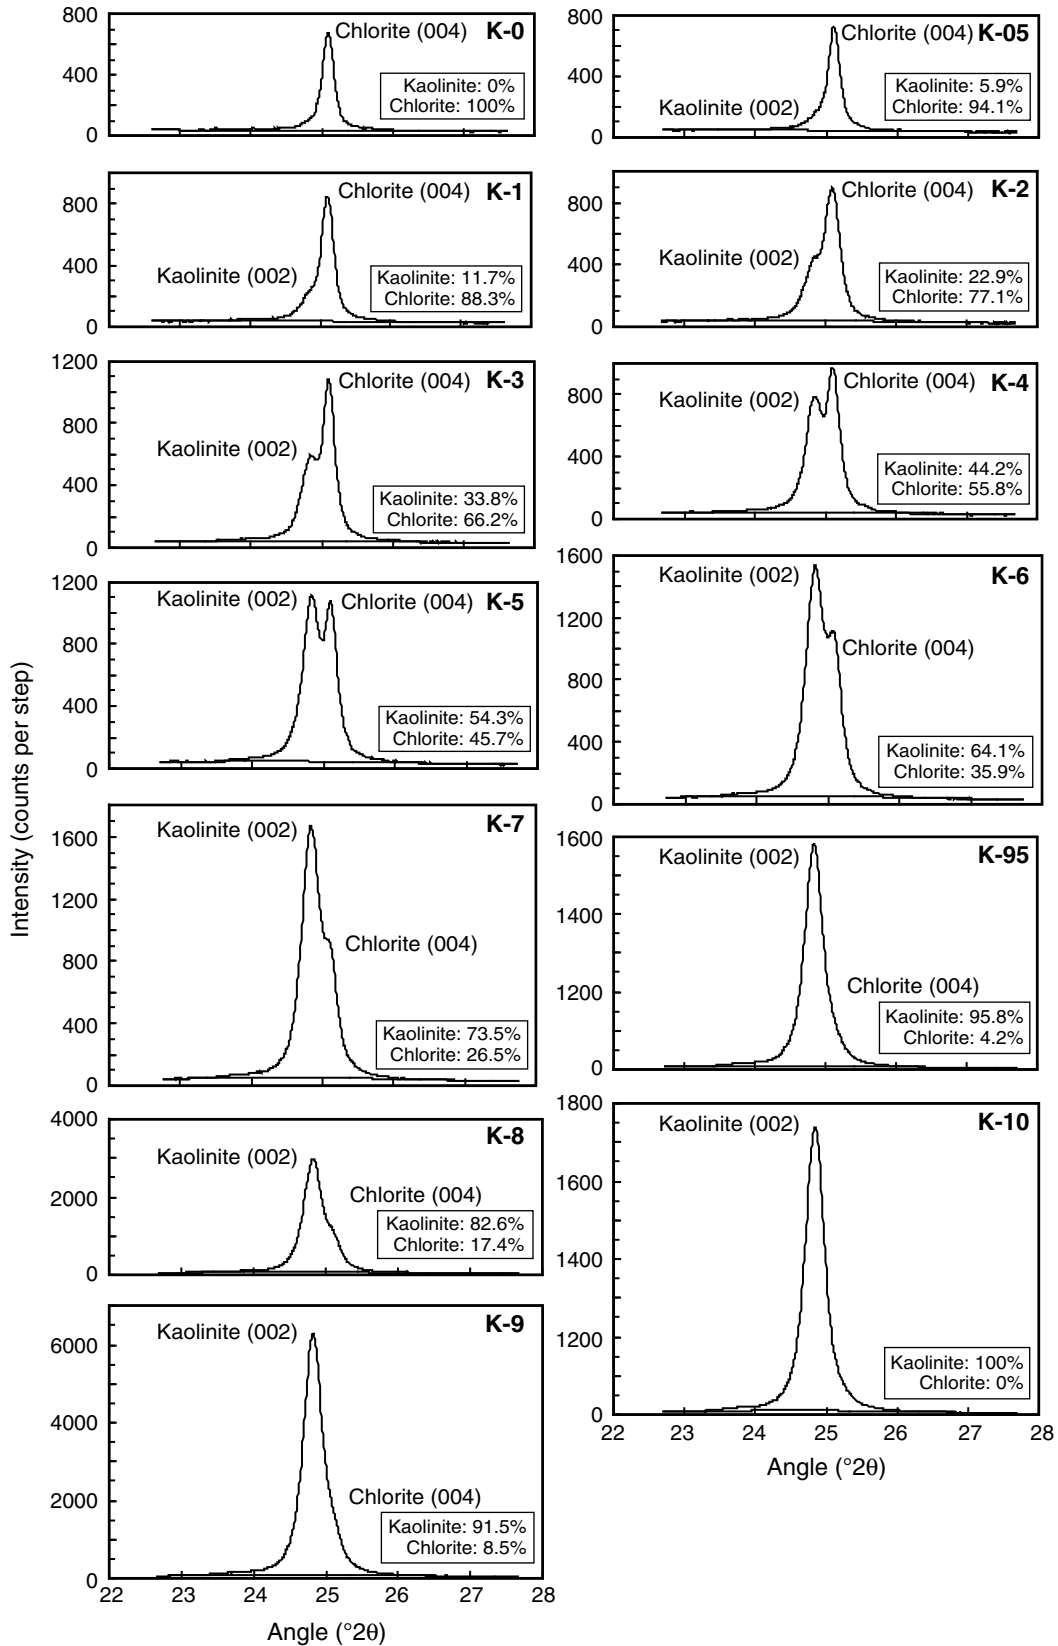 800
400
0
Chlorite (004) K-0
Kaolinite: 0%
Chlorite: 100%
800
400
0
Chlorite (004) K-05
Kaolinite (002)
Kaolinite: 5.9%
Chlorite: 94.1%
800
400
0
Chlorite (004) K-1
Kaolinite (002)
Kaolinite: 11.7%
Chlorite: 88.3%
800
400
0
Chlorite (004) K-2
Kaolinite (002)
Kaolinite: 22.9%
Chlorite: 77.1%
1200
800
400
0
Chlorite (004) K-3
Kaolinite (002)
Kaolinite: 33.8%
Chlorite: 66.2%
800
400
0
Chlorite (004) K-4
Kaolinite (002)
Kaolinite: 44.2%
Chlorite: 55.8%
1200
800
400
0
Kaolinite (002) Chlorite (004) K-5
Kaolinite: 54.3%
Chlorite: 45.7%
1600
1200
800
400
0
Kaolinite (002) K-6
Chlorite (004)
Kaolinite: 64.1%
Chlorite: 35.9%
Intensity (counts per step)
1600
1200
800
400
0
Kaolinite (002) K-7
Chlorite (004)
Kaolinite: 73.5%
Chlorite: 26.5%
1600
1400
1200
0
Kaolinite (002) K-95
Chlorite (004)
Kaolinite: 95.8%
Chlorite: 4.2%
4000
2000
0
K-8
Kaolinite (002)
Chlorite (004)
Kaolinite: 82.6%
Chlorite: 17.4%
1800
1600
1400
1200
0
Kaolinite (002) K-10
Kaolinite: 100%
Chlorite: 0%
22 23 24 25 26 27 28
Angle (°2θ)
6000
4000
2000
0
Kaolinite (002) K-9
Chlorite (004)
Kaolinite: 91.5%
Chlorite: 8.5%
22 23 24 25 26 27 28
Angle (°2θ)